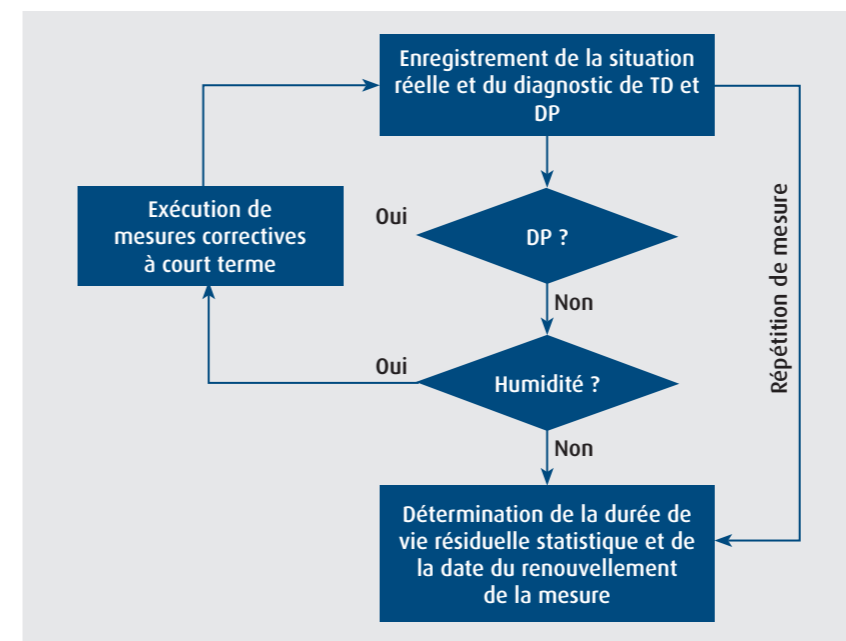 Enregistrement de la situation
réelle et du diagnostic de TD et
DP
Exécution de
mesures correctives
à court terme
Oui
DP ?
Non
Répétition de mesure
Oui
Humidité ?
Non
Détermination de la durée de
vie résiduelle statistique et de
la date du renouvellement
de la mesure